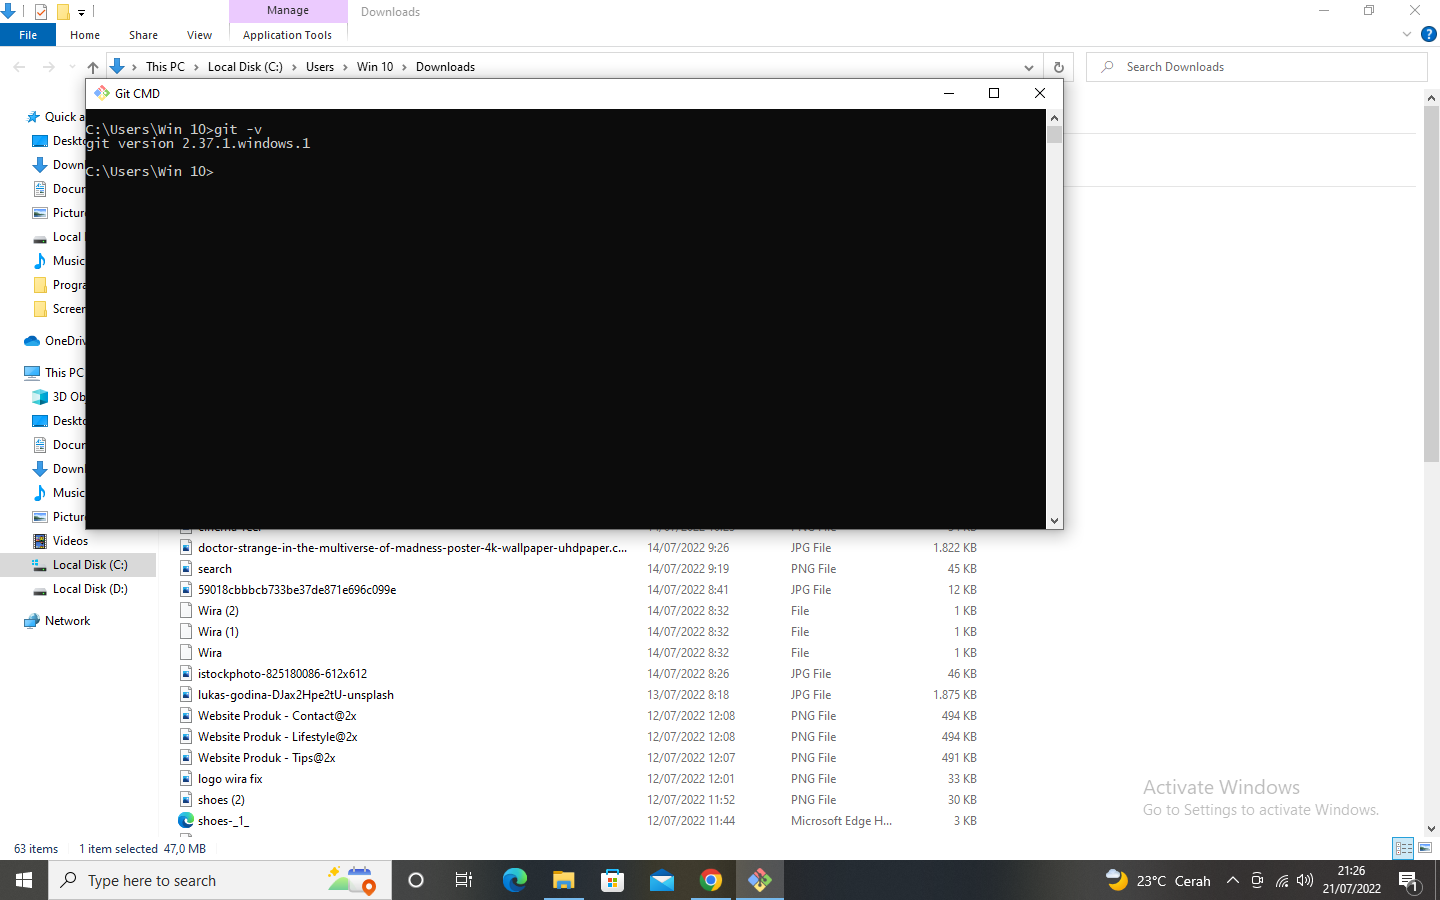 Manage
Downloads
File
Home
Share
View
Application Tools
This PC
Local Disk (C:)
Users
Win 10
Downloads
Search Downloads
Git CMD
C:\Users\Win 10>git -v
git version 2.37.1.windows.1
C:\Users\Win 10>
Quick a
Deskto
Down
Docum
Picture
Local
Music
Progra
Screen
OneDriv
This PC
3D Ob
Deskto
Docum
Down
Music
Picture
Videos
Local Disk (C:)
Local Disk (D:)
Network
doctor-strange-in-the-multiverse-of-madness-poster-4k-wallpaper-uhdpaper.c... 14/07/2022 9:26 JPG File 1.822 KB
search 14/07/2022 9:19 PNG File 45 KB
59018cbbbcb733be37de871e696c099e 14/07/2022 8:41 JPG File 12 KB
Wira (2) 14/07/2022 8:32 File 1 KB
Wira (1) 14/07/2022 8:32 File 1 KB
Wira 14/07/2022 8:32 File 1 KB
istockphoto-825180086-612x612 14/07/2022 8:26 JPG File 46 KB
lukas-godina-DJax2Hpe2tU-unsplash 13/07/2022 8:18 JPG File 1.875 KB
Website Produk - Contact@2x 12/07/2022 12:08 PNG File 494 KB
Website Produk - Lifestyle@2x 12/07/2022 12:08 PNG File 494 KB
Website Produk - Tips@2x 12/07/2022 12:07 PNG File 491 KB
logo wira fix 12/07/2022 12:01 PNG File 33 KB
shoes (2) 12/07/2022 11:52 PNG File 30 KB
shoes-_1_ 12/07/2022 11:44 Microsoft Edge H... 3 KB
Activate Windows
Go to Settings to activate Windows.
63 items
1 item selected 47,0 MB
Type here to search
23°C Cerah
21:26
21/07/2022
1